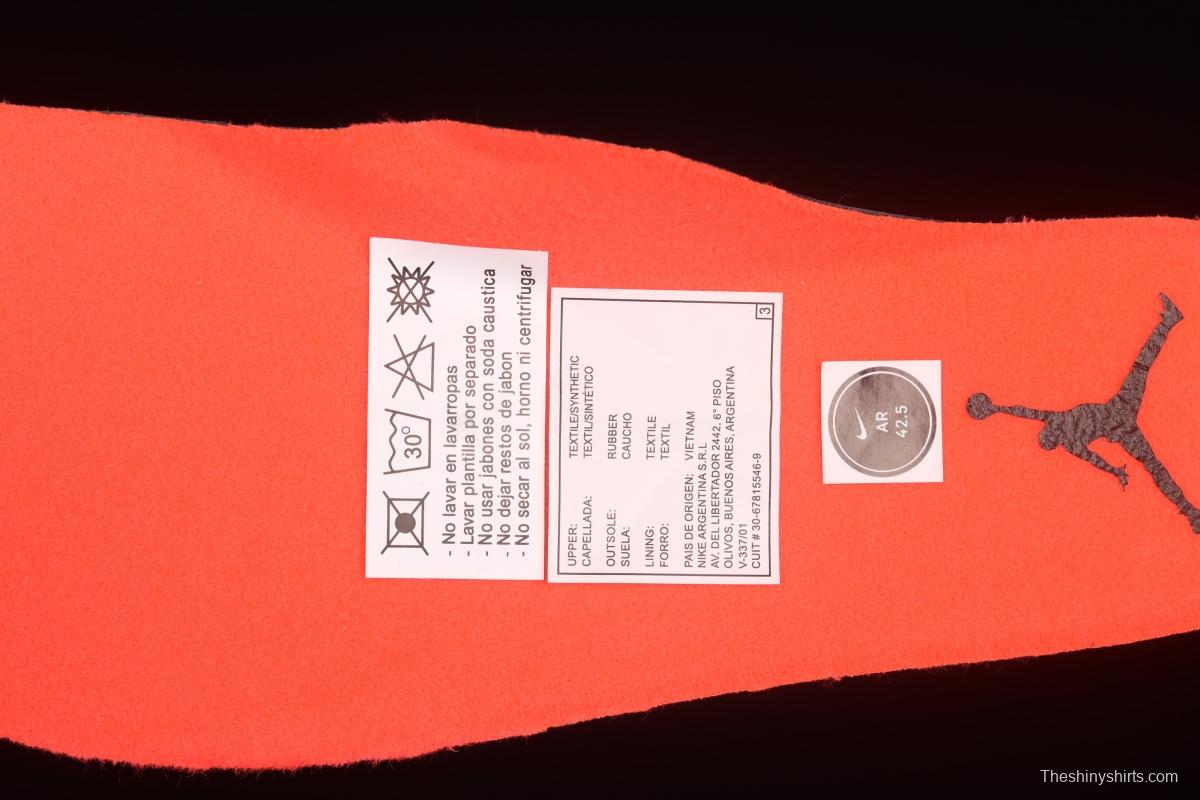 30°
- No lavar en lavarropas
- Lavar plantilla por separado
- No usar jabones con soda caustica
- No dejar restos de jabon
- No secar al sol, horno ni centrifugar
3
UPPER: TEXTILE/SYNTHETIC
CAPELLADA: TEXTIL/SINTÉTICO
OUTSOLE: RUBBER
SUELA: CAUCHO
LINING: TEXTILE
FORRO: TEXTIL
PAIS DE ORIGEN: VIETNAM
NIKE ARGENTINA S.R.L
AV. DEL LIBERTADOR 2442. 6° PISO
OLIVOS, BUENOS AIRES, ARGENTINA
V-337/01
CUIT # 30-67815546-9
AR
42.5
Theshinyshirts.com